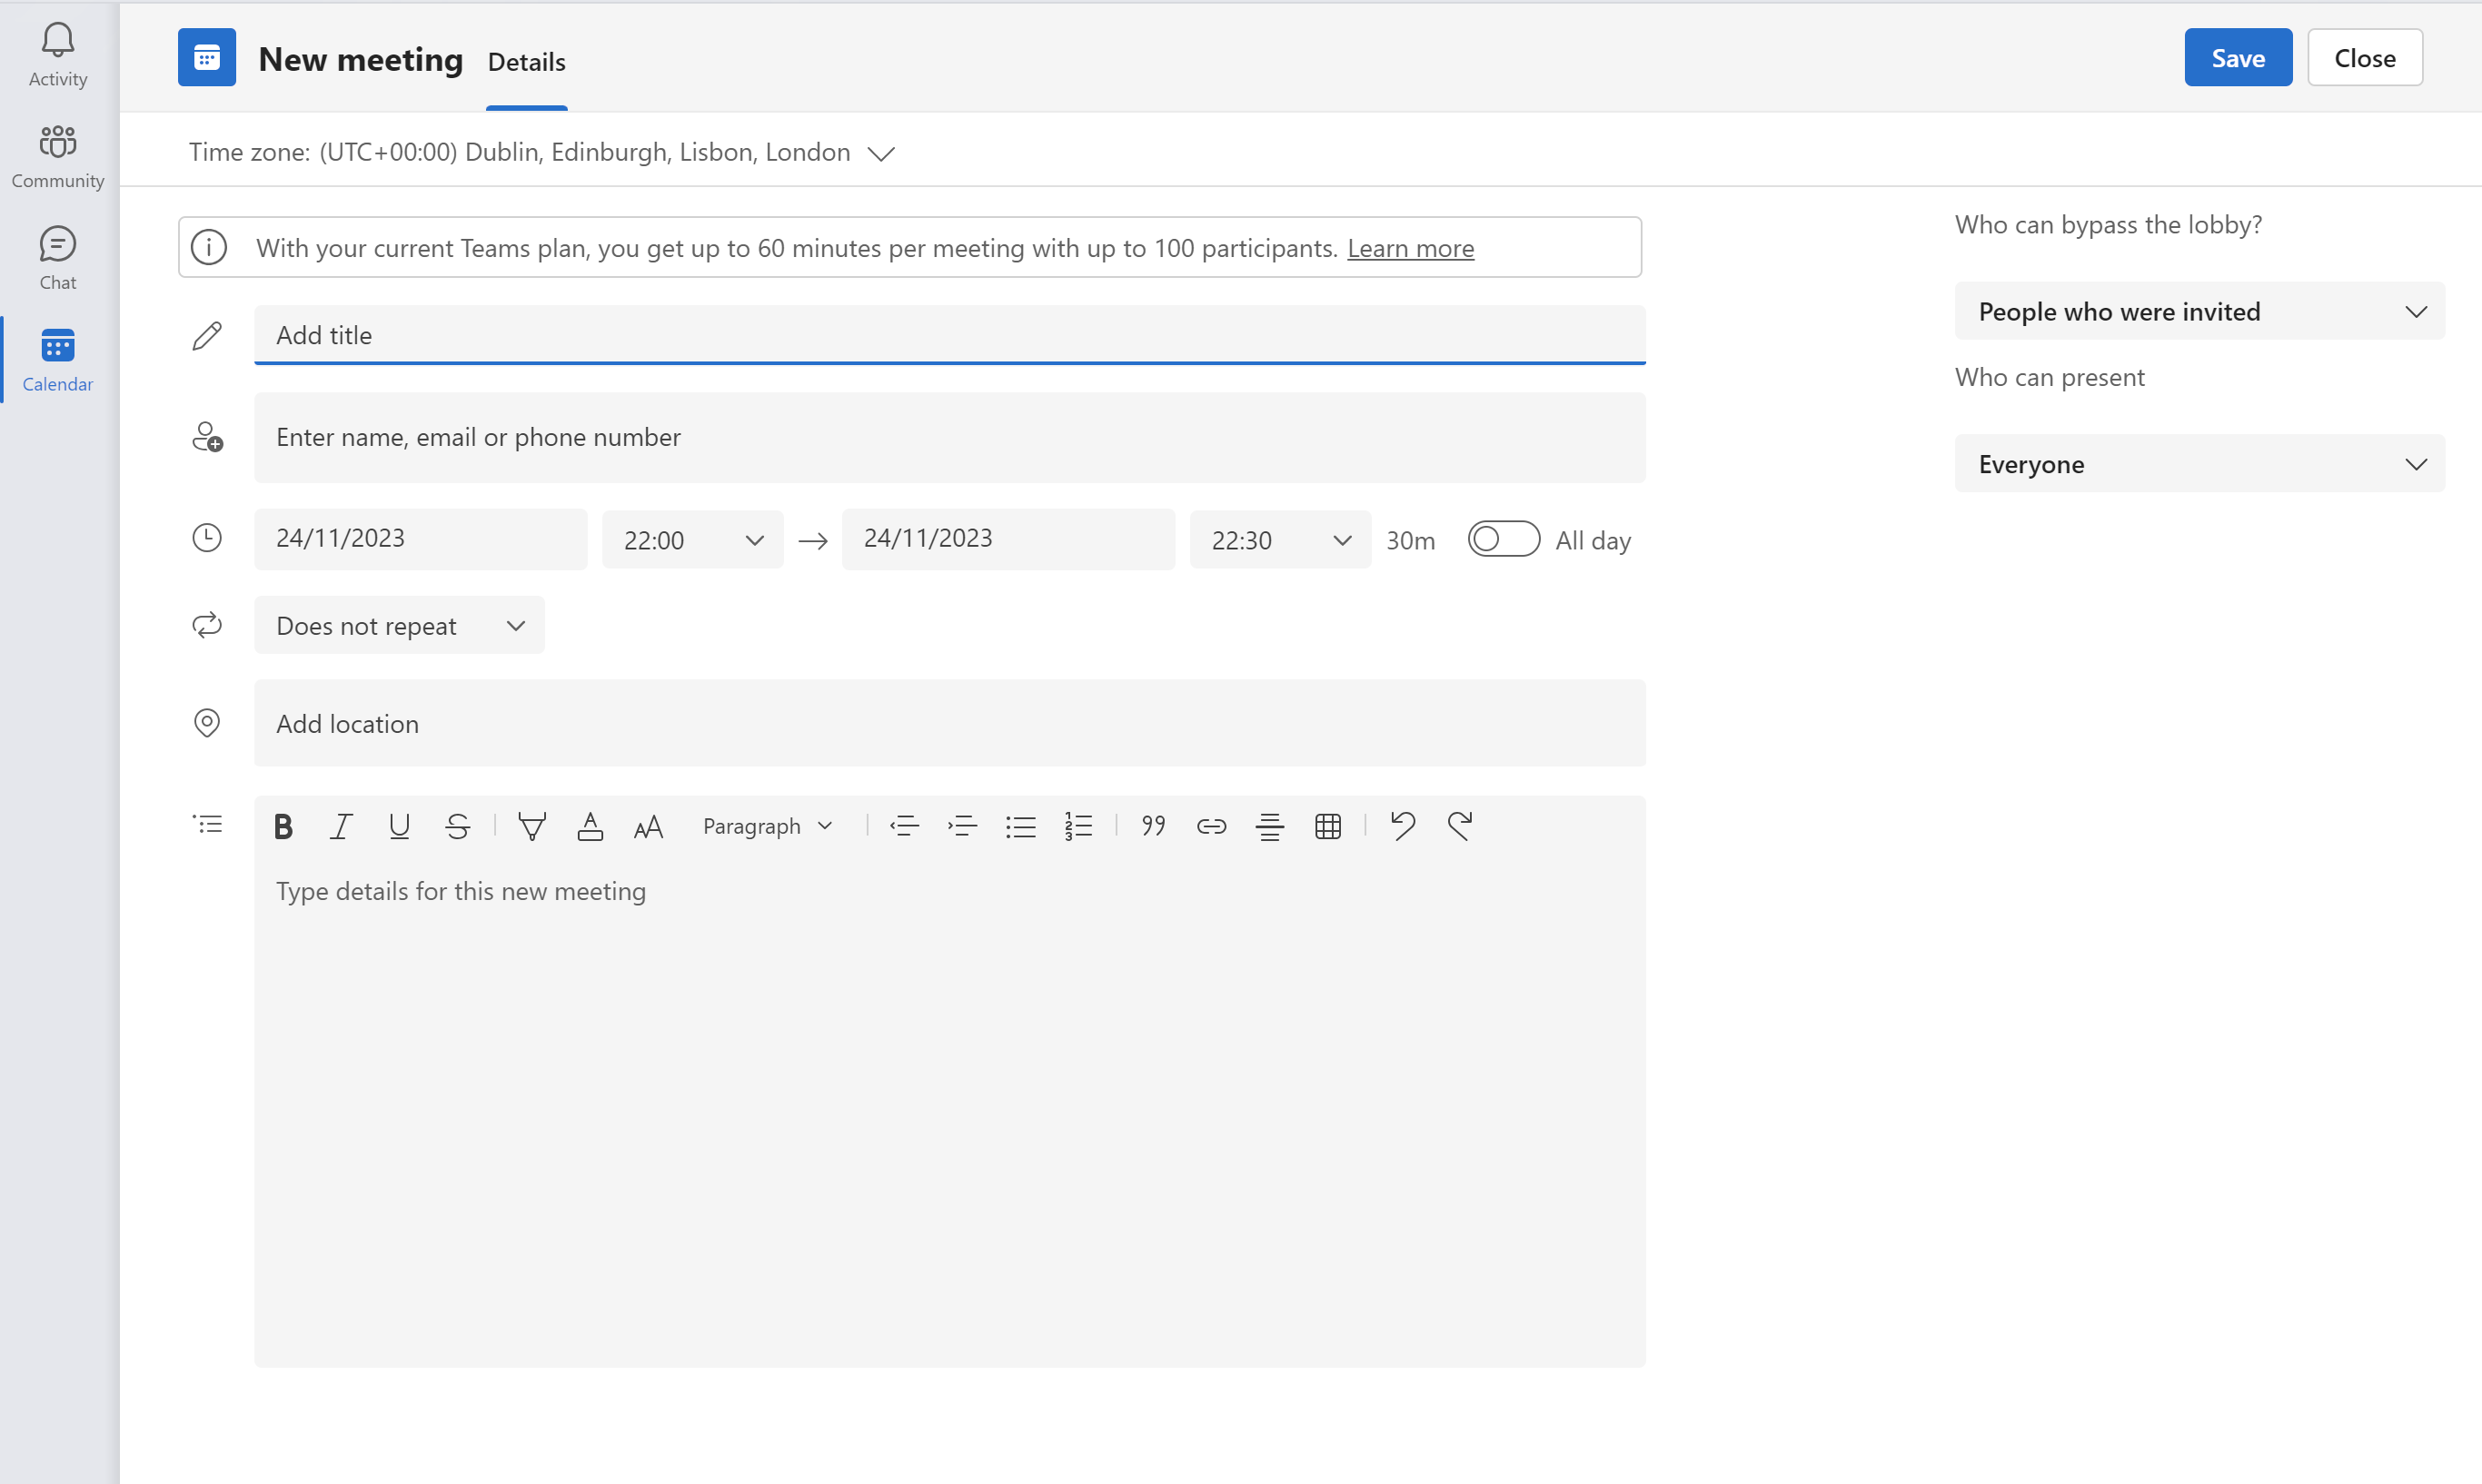 Activity
Community
Chat
Calendar
New meeting Details
Save Close
Time zone: (UTC+00:00) Dublin, Edinburgh, Lisbon, London
With your current Teams plan, you get up to 60 minutes per meeting with up to 100 participants. Learn more
Add title
Enter name, email or phone number
24/11/2023 22:00 24/11/2023 22:30 30m All day
Does not repeat
Add location
Paragraph
Type details for this new meeting
Who can bypass the lobby?
People who were invited
Who can present
Everyone